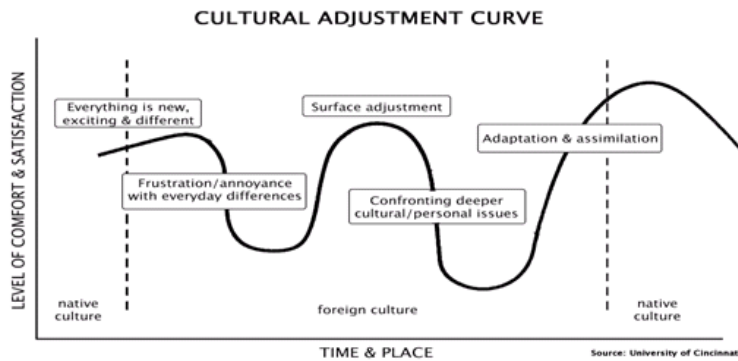 CULTURAL ADJUSTMENT CURVE
LEVEL OF COMFORT & SATISFACTION
Everything is new,
exciting & different
Frustration/annoyance
with everyday differences
Surface adjustment
Confronting deeper
cultural/personal issues
Adaptation & assimilation
native
culture
foreign culture
native
culture
TIME & PLACE
Source: University of Cincinnat